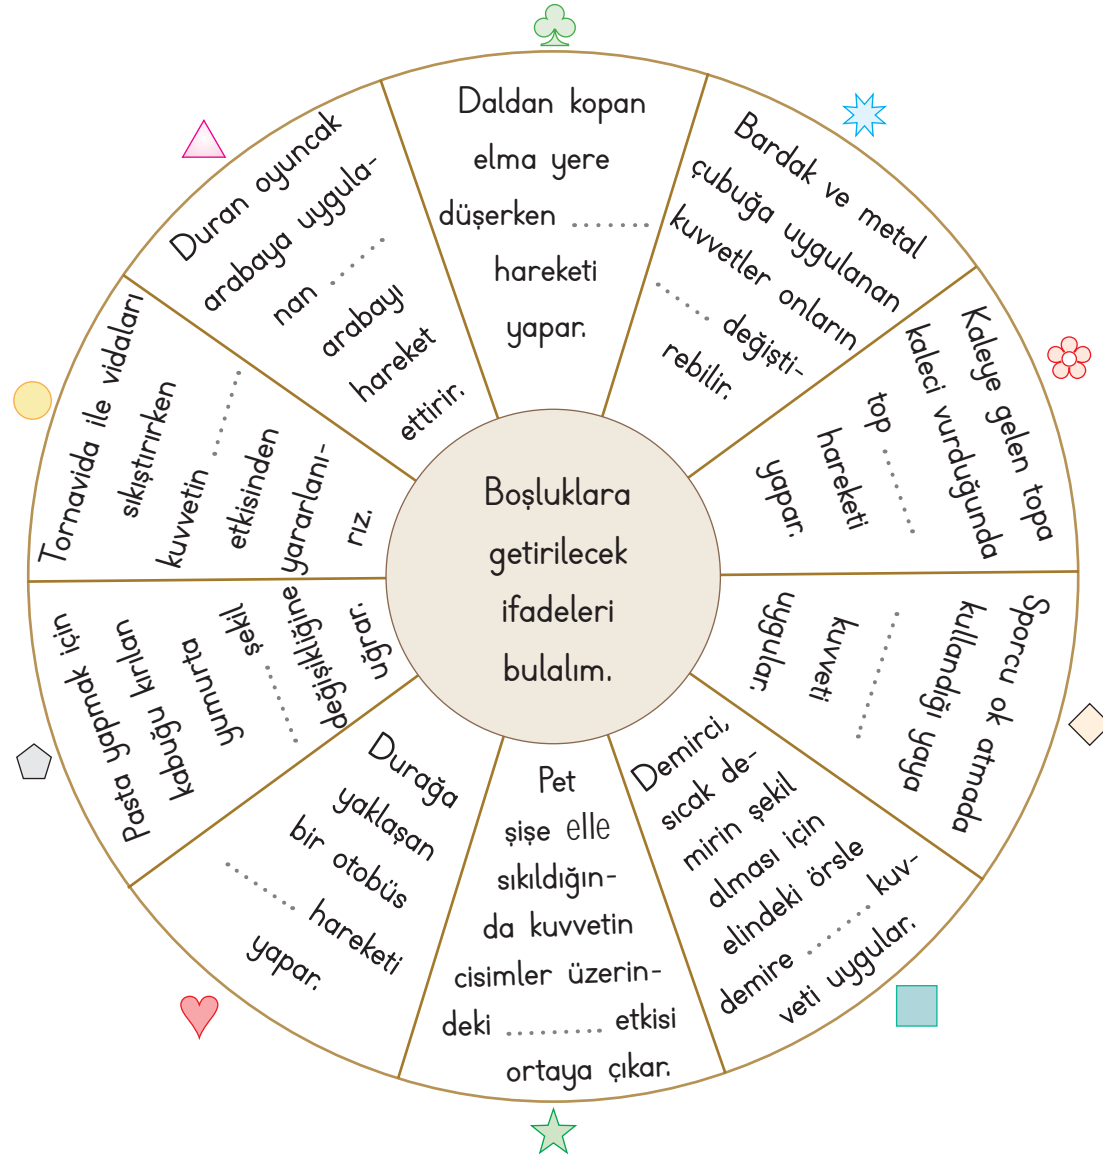 Boşluklara
getirilecek
ifadeleri
bulalım.
Daldan kopan
elma yere
düşerken ........
hareketi
yapar.
Bardak ve metal
çubuğa uygulanan
kuvvetler onların
...... değişti-
rebilir.
Kaleye gelen topa
kaleci vurduğunda
top .........
hareketi
yapar.
Sporcu ok atmada
kullandığı yaya
.............
kuvveti
uygular.
Demirci,
sıcak de-
mirin şekil
alması için
elindeki örsle
demire ........ kuv-
veti uygular.
Pet
şişe elle
sıkıldığın-
da kuvvetin
cisimler üzerin-
deki .......... etkisi
ortaya çıkar.
Durağa
yaklaşan
bir otobüs
........ hareketi
yapar.
Pasta yapmak için
kabuğu kırılan
yumurta
şekil ........
değişikliğine
uğrar.
Tornavida ile vidaları
sıkıştırırken
kuvvetin .........
etkisinden
yararlanı-
rız.
Duran oyuncak
arabaya uygula-
nan .......
arabayı
hareket
ettirir.